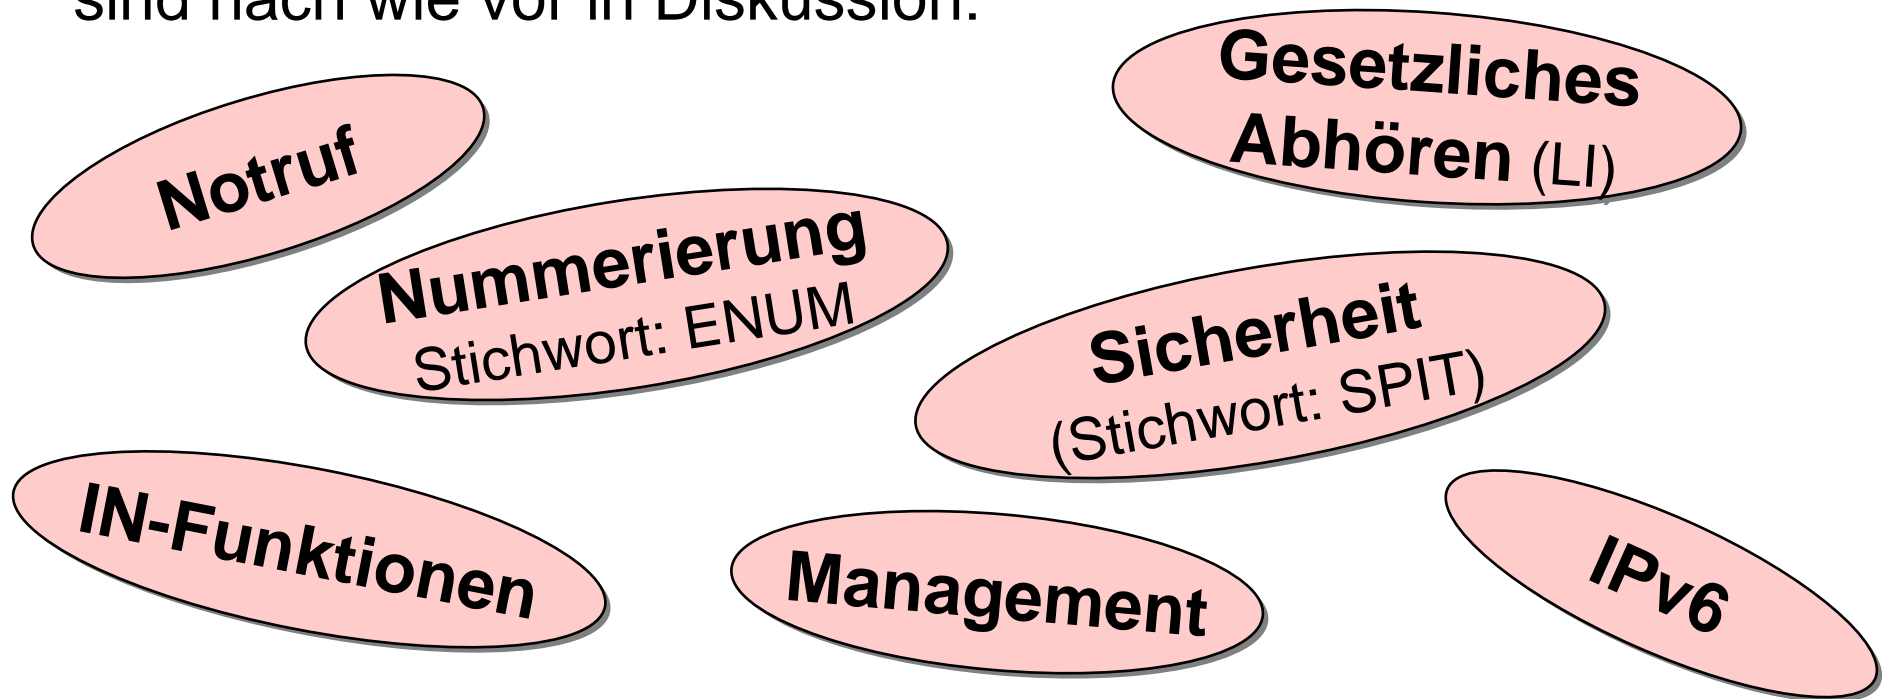 sind nach wie vor in Diskussion:
Gesetzliches
Abhören (LI)
Notruf
Nummerierung
Stichwort: ENUM
Sicherheit
(Stichwort: SPIT)
IN-Funktionen
Management
IPv6